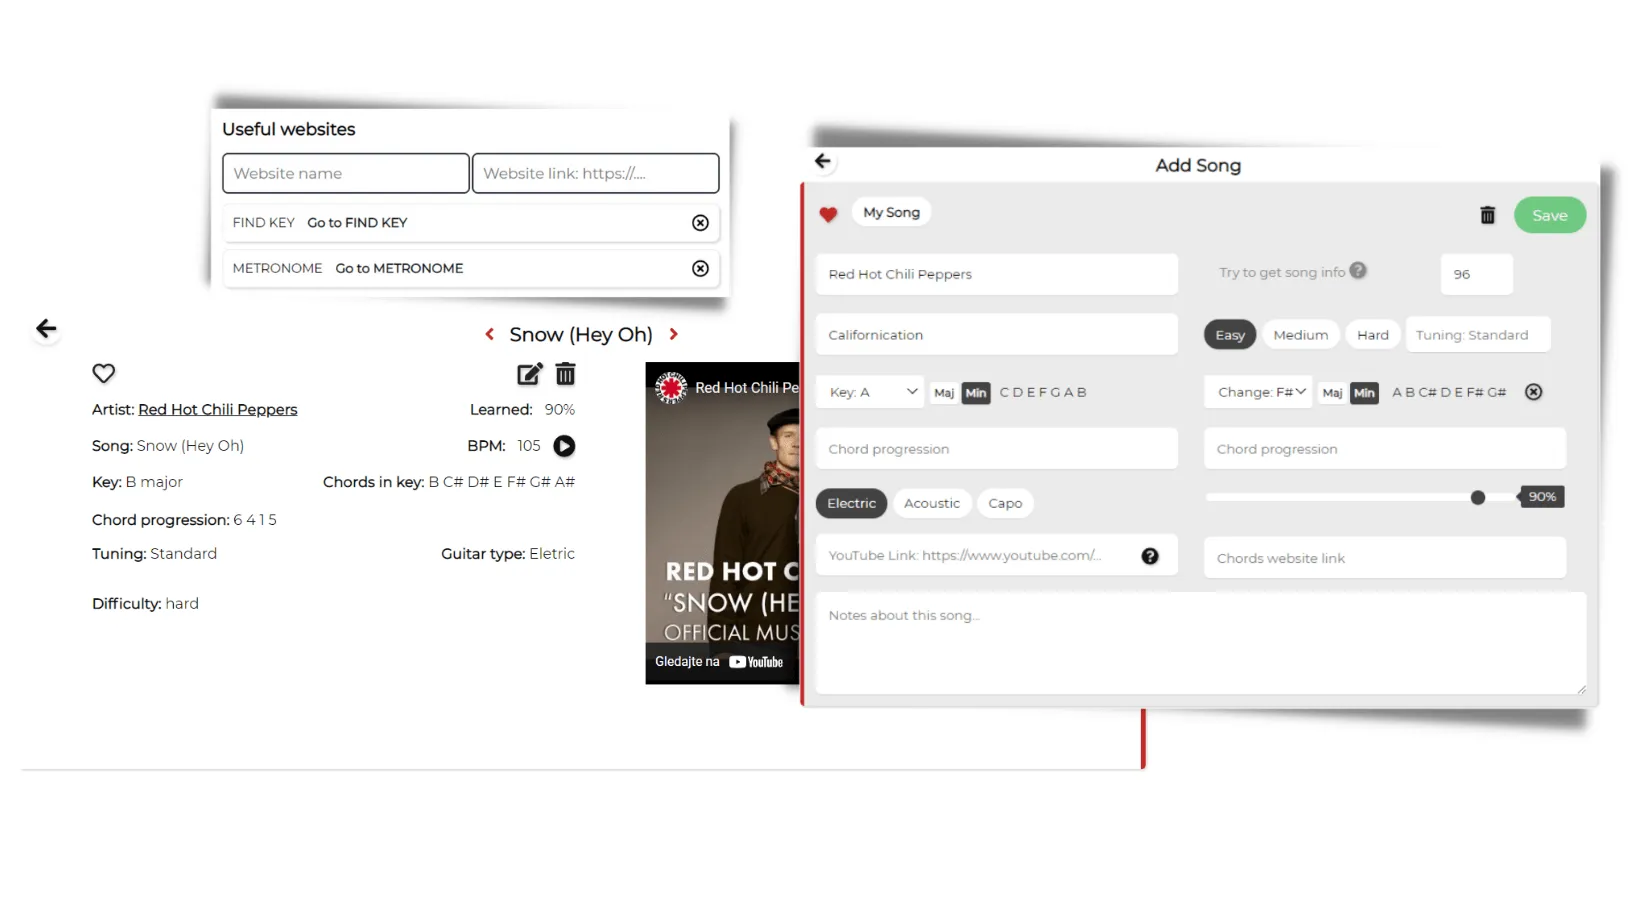 Useful websites
Website name
Website link: https://....
FIND KEY Go to FIND KEY
METRONOME Go to METRONOME
Snow (Hey Oh)
Artist: Red Hot Chili Peppers
Learned: 90%
Song: Snow (Hey Oh)
BPM: 105
Key: B major
Chords in key: B C# D# E F# G# A#
Chord progression: 6 4 1 5
Tuning: Standard
Guitar type: Eletric
Difficulty: hard
Red Hot Chili Pe
RED HOT C
"SNOW (HE
OFFICIAL MUS
Gledajte na YouTube
Add Song
My Song
Save
Red Hot Chili Peppers
Try to get song info ?
96
Californication
Easy
Medium
Hard
Tuning: Standard
Key: A
Maj
Min
C D E F G A B
Change: F#
Maj
Min
A B C# D E F# G#
Chord progression
Chord progression
Electric
Acoustic
Capo
90%
YouTube Link: https://www.youtube.com/...
?
Chords website link
Notes about this song...